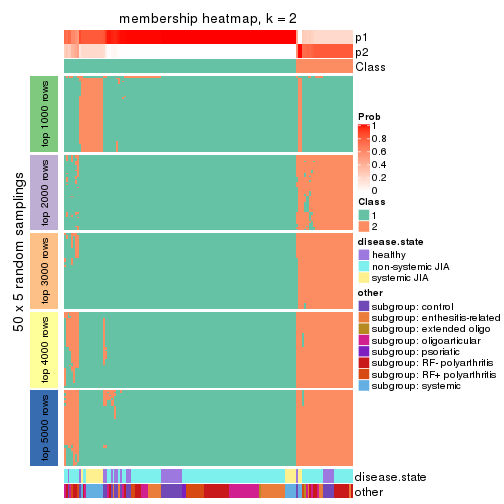 membership heatmap, k = 2
p1
p2
Class
50 x 5 random samplings
top 1000 rows
top 2000 rows
top 3000 rows
top 4000 rows
top 5000 rows
Prob
1
0.8
0.6
0.4
0.2
0
Class
1
2
disease.state
healthy
non-systemic JIA
systemic JIA
other
subgroup: control
subgroup: enthesitis-related
subgroup: extended oligo
subgroup: oligoarticular
subgroup: psoriatic
subgroup: RF- polyarthritis
subgroup: RF+ polyarthritis
subgroup: systemic
disease.state
other